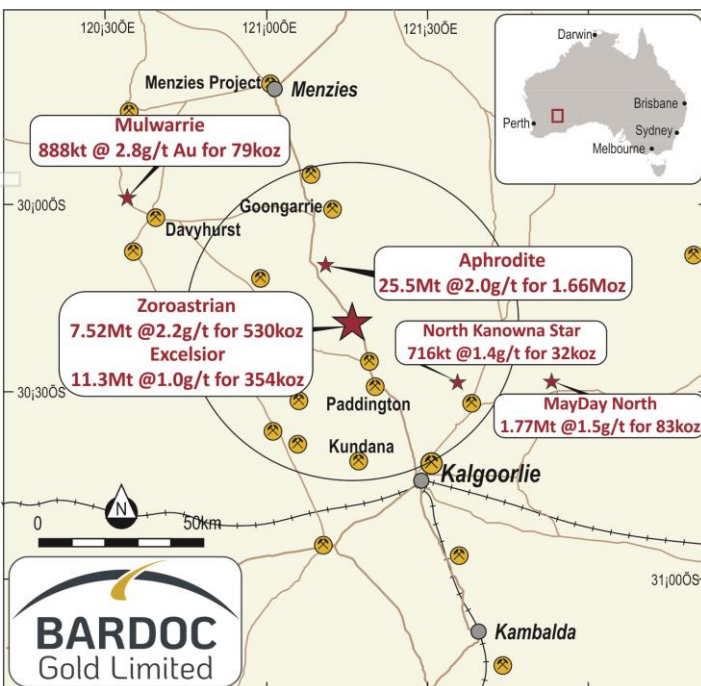 120¡30ÕS
121¡00ÕS
121¡30ÕS
Darwin
Brisbane
Perth
Sydney
Melbourne
Menzies Project
Menzies
Mulwarrie
888kt @ 2.8g/t Au for 79koz
30¡00ÕS
Goongarrie
Davyhurst
Aphrodite
25.5Mt @2.0g/t for 1.66Moz
Zoroastrian
7.52Mt @2.2g/t for 530koz
Excelsior
11.3Mt @1.0g/t for 354koz
North Kanowna Star
716kt @1.4g/t for 32koz
30¡30ÕS
Paddington
MayDay North
1.77Mt @1.5g/t for 83koz
Kundana
Kalgoorlie
N
0
50km
31¡00ÕS
BARDOC
Gold Limited
Kambalda